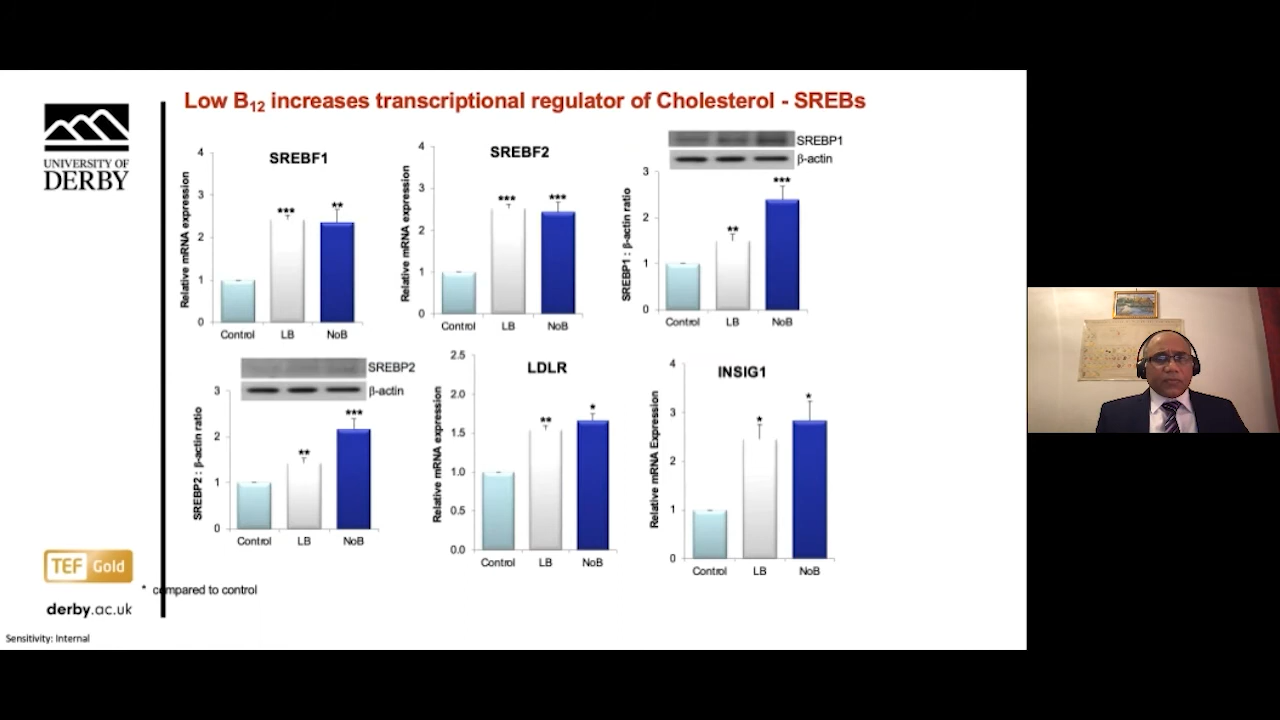 Low B12 increases transcriptional regulator of Cholesterol - SREBs
UNIVERSITY OF
DERBY
SREBF1
Relative mRNA expression
4
3
2
1
0
***
**
Control LB NoB
SREBF2
Relative mRNA expression
4
3
2
1
0
***
***
Control LB NoB
SREBP1
β-actin
SREBP1 : β-actin ratio
3
2
1
0
**
***
Control LB NoB
SREBP2
β-actin
SREBP2 : β-actin ratio
3
2
1
0
**
***
Control LB NoB
LDLR
Relative mRNA expression
2.5
2.0
1.5
1.0
0.5
0.0
**
*
Control LB NoB
INSIG1
Relative mRNA Expression
4
3
2
1
0
*
*
Control LB NoB
TEF Gold
* compared to control
derby.ac.uk
Sensitivity: Internal